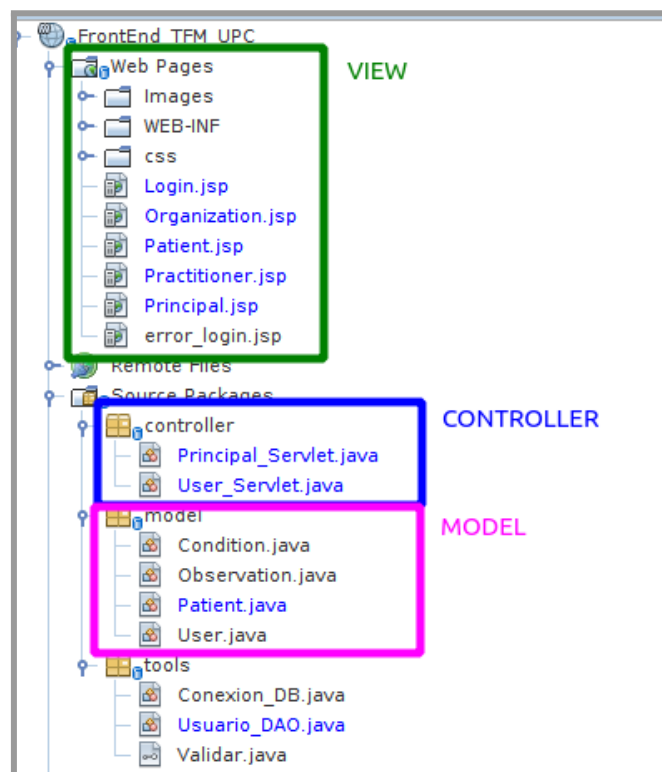 FrontEnd_TFM_UPC
Web Pages
VIEW
Images
WEB-INF
css
Login.jsp
Organization.jsp
Patient.jsp
Practitioner.jsp
Principal.jsp
error_login.jsp
Remote Files
Source Packages
controller
CONTROLLER
Principal_Servlet.java
User_Servlet.java
model
MODEL
Condition.java
Observation.java
Patient.java
User.java
tools
Conexion_DB.java
Usuario_DAO.java
Validar.java